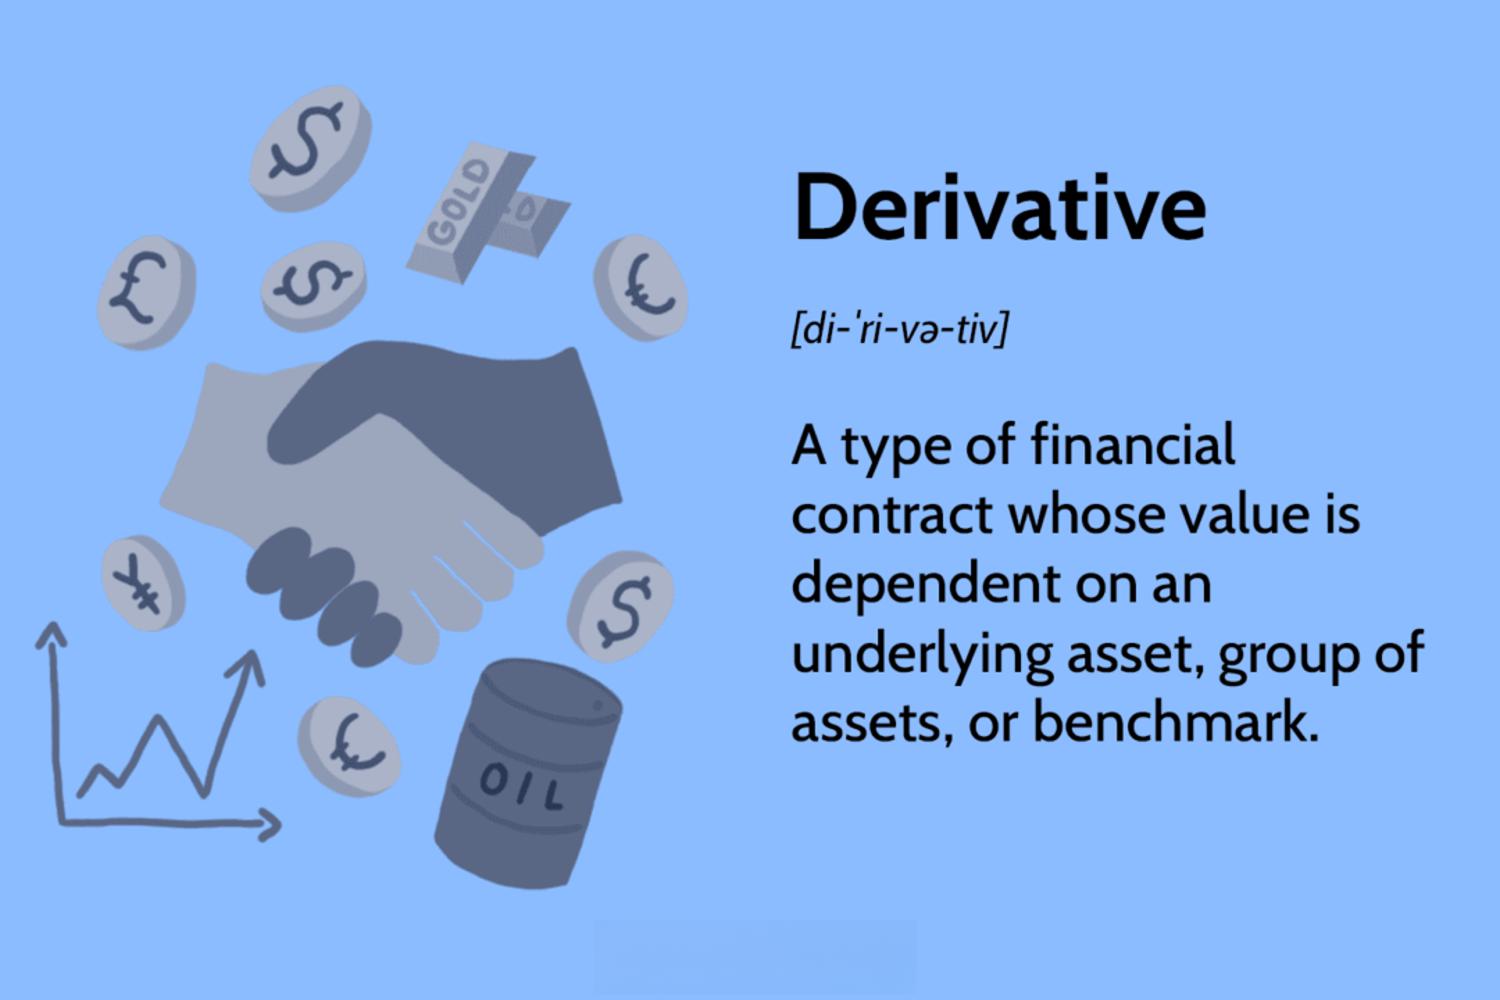 Derivative
[di-ˈri-və-tiv]
A type of financial
contract whose value is
dependent on an
underlying asset, group of
assets, or benchmark.
$
GOLD
D
£
$
€
¥
$
€
OIL